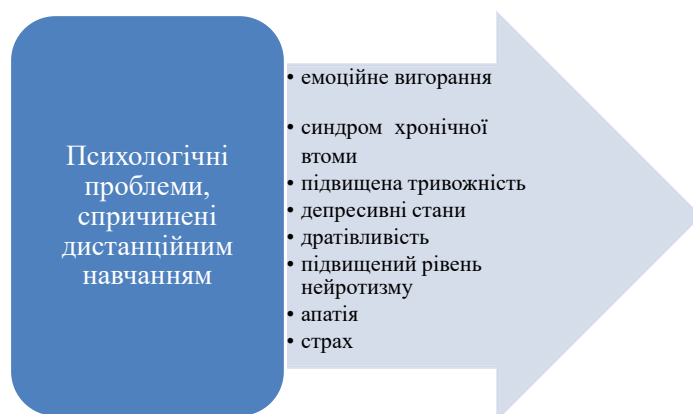 Психологічні
проблеми,
спричинені
дистанційним
навчанням
• емоційне вигорання
• синдром хронічної
втоми
• підвищена тривожність
• депресивні стани
• дратівливість
• підвищений рівень
нейротизму
• апатія
• страх